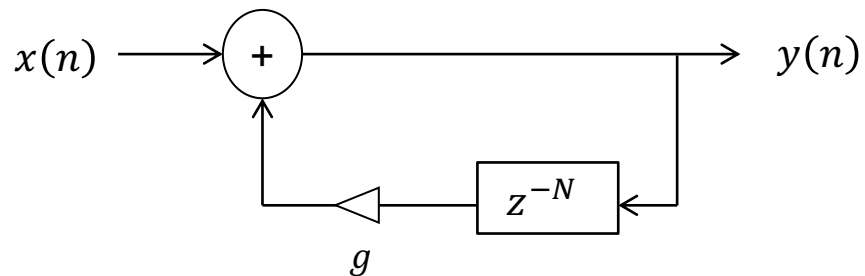 x(n) + y(n)
z^{-N}
g